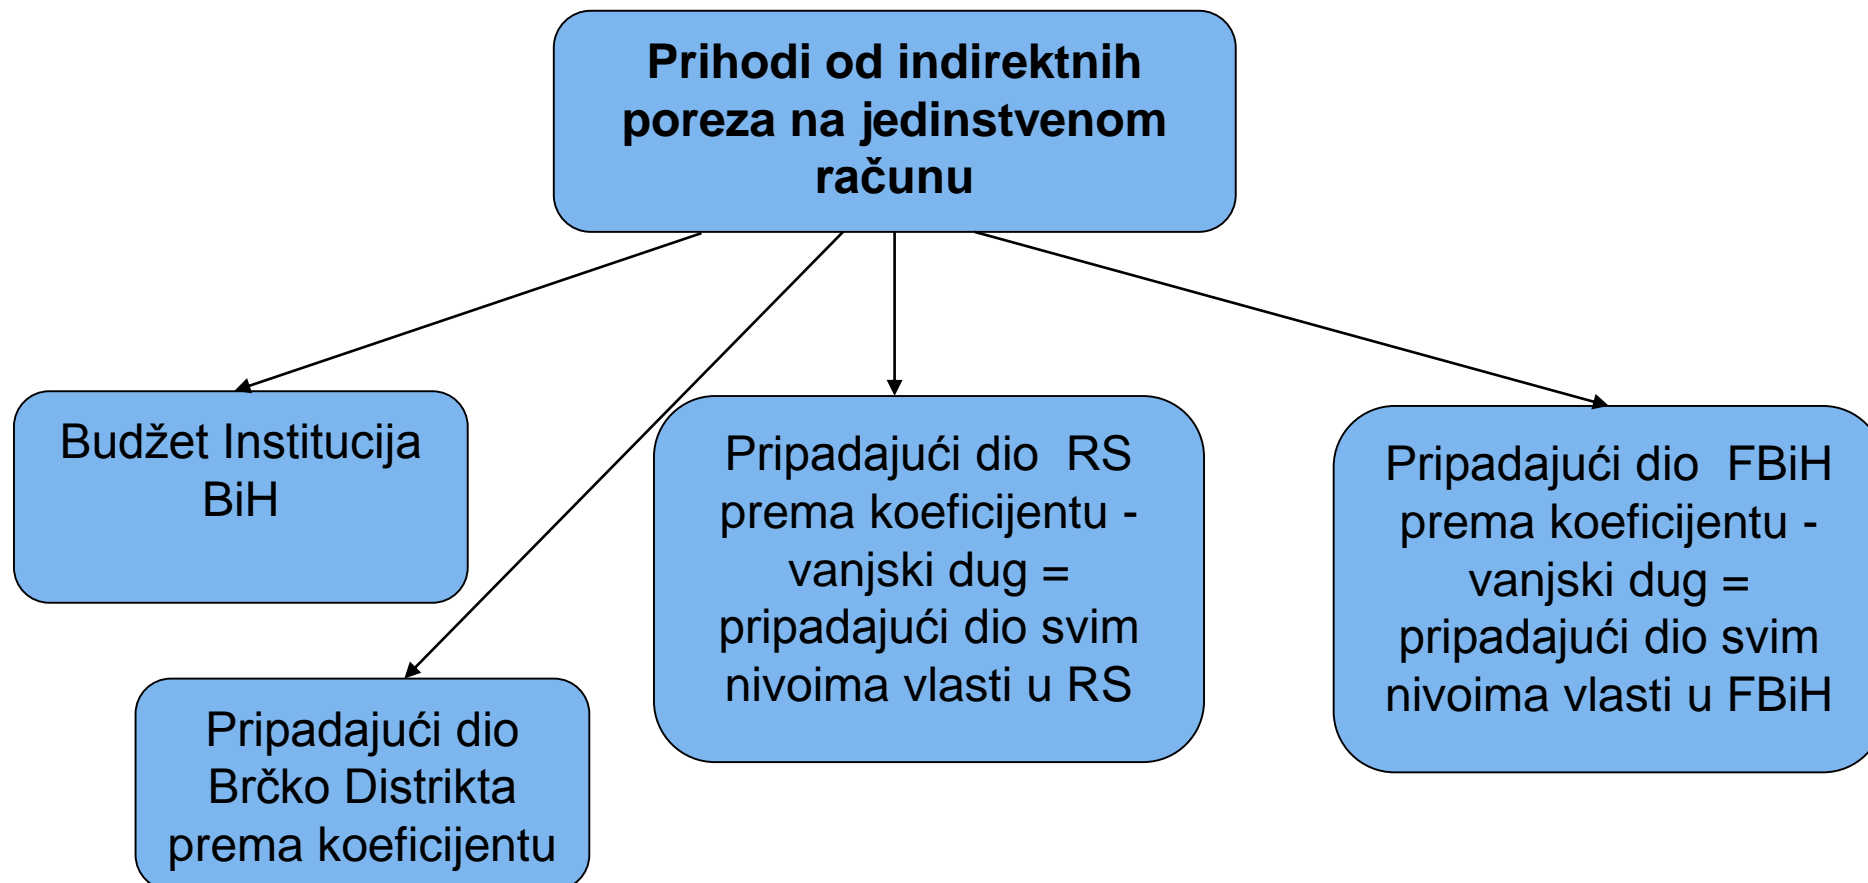 Prihodi od indirektnih
poreza na jedinstvenom
računu
Budžet Institucija
BiH
Pripadajući dio
Brčko Distrikta
prema koeficijentu
Pripadajući dio  RS
prema koeficijentu -
vanjski dug =
pripadajući dio svim
nivoima vlasti u RS
Pripadajući dio  FBiH
prema koeficijentu -
vanjski dug =
pripadajući dio svim
nivoima vlasti u FBiH